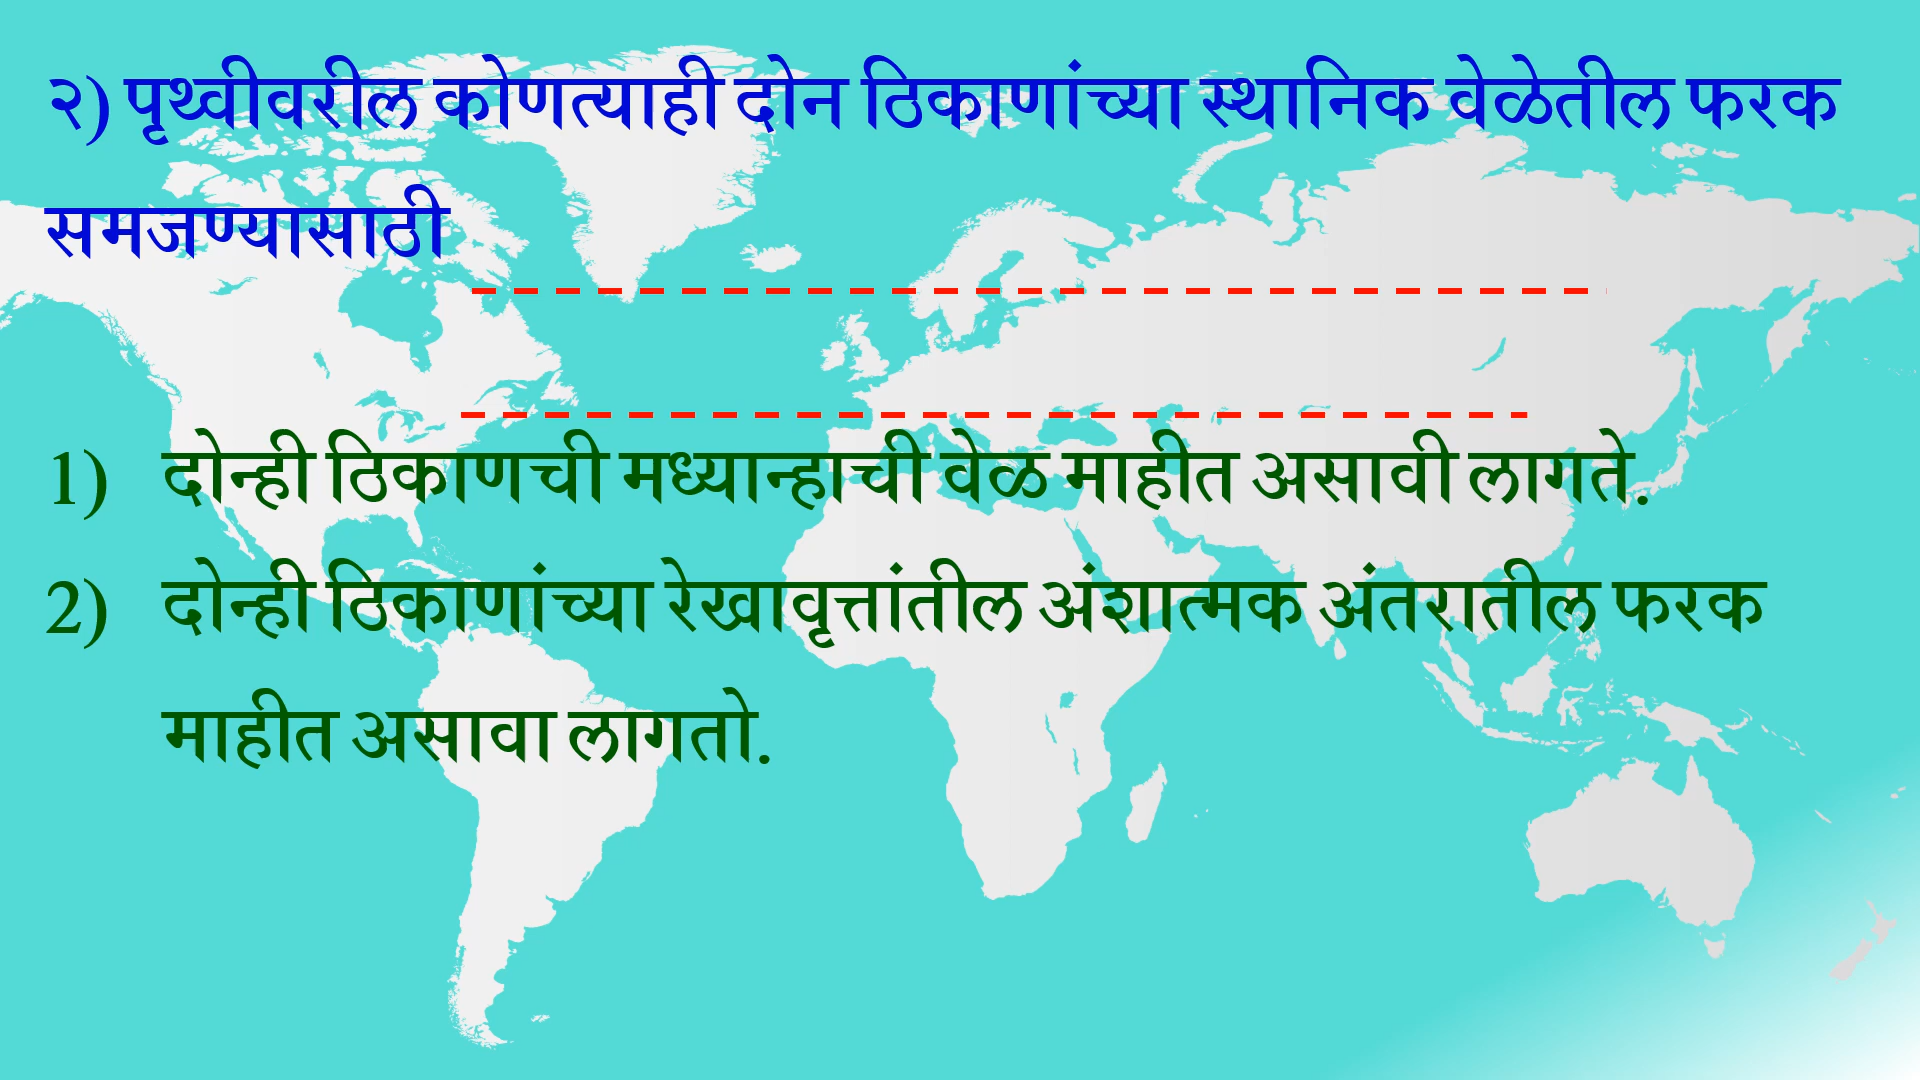 २) पृथ्वीवरील कोणत्याही दोन ठिकाणांच्या स्थानिक वेळेतील फरक
समजण्यासाठी
1) दोन्ही ठिकाणची मध्यान्हाची वेळ माहीत असावी लागते.
2) दोन्ही ठिकाणांच्या रेखावृत्तांतील अंशात्मक अंतरातील फरक
माहीत असावा लागतो.